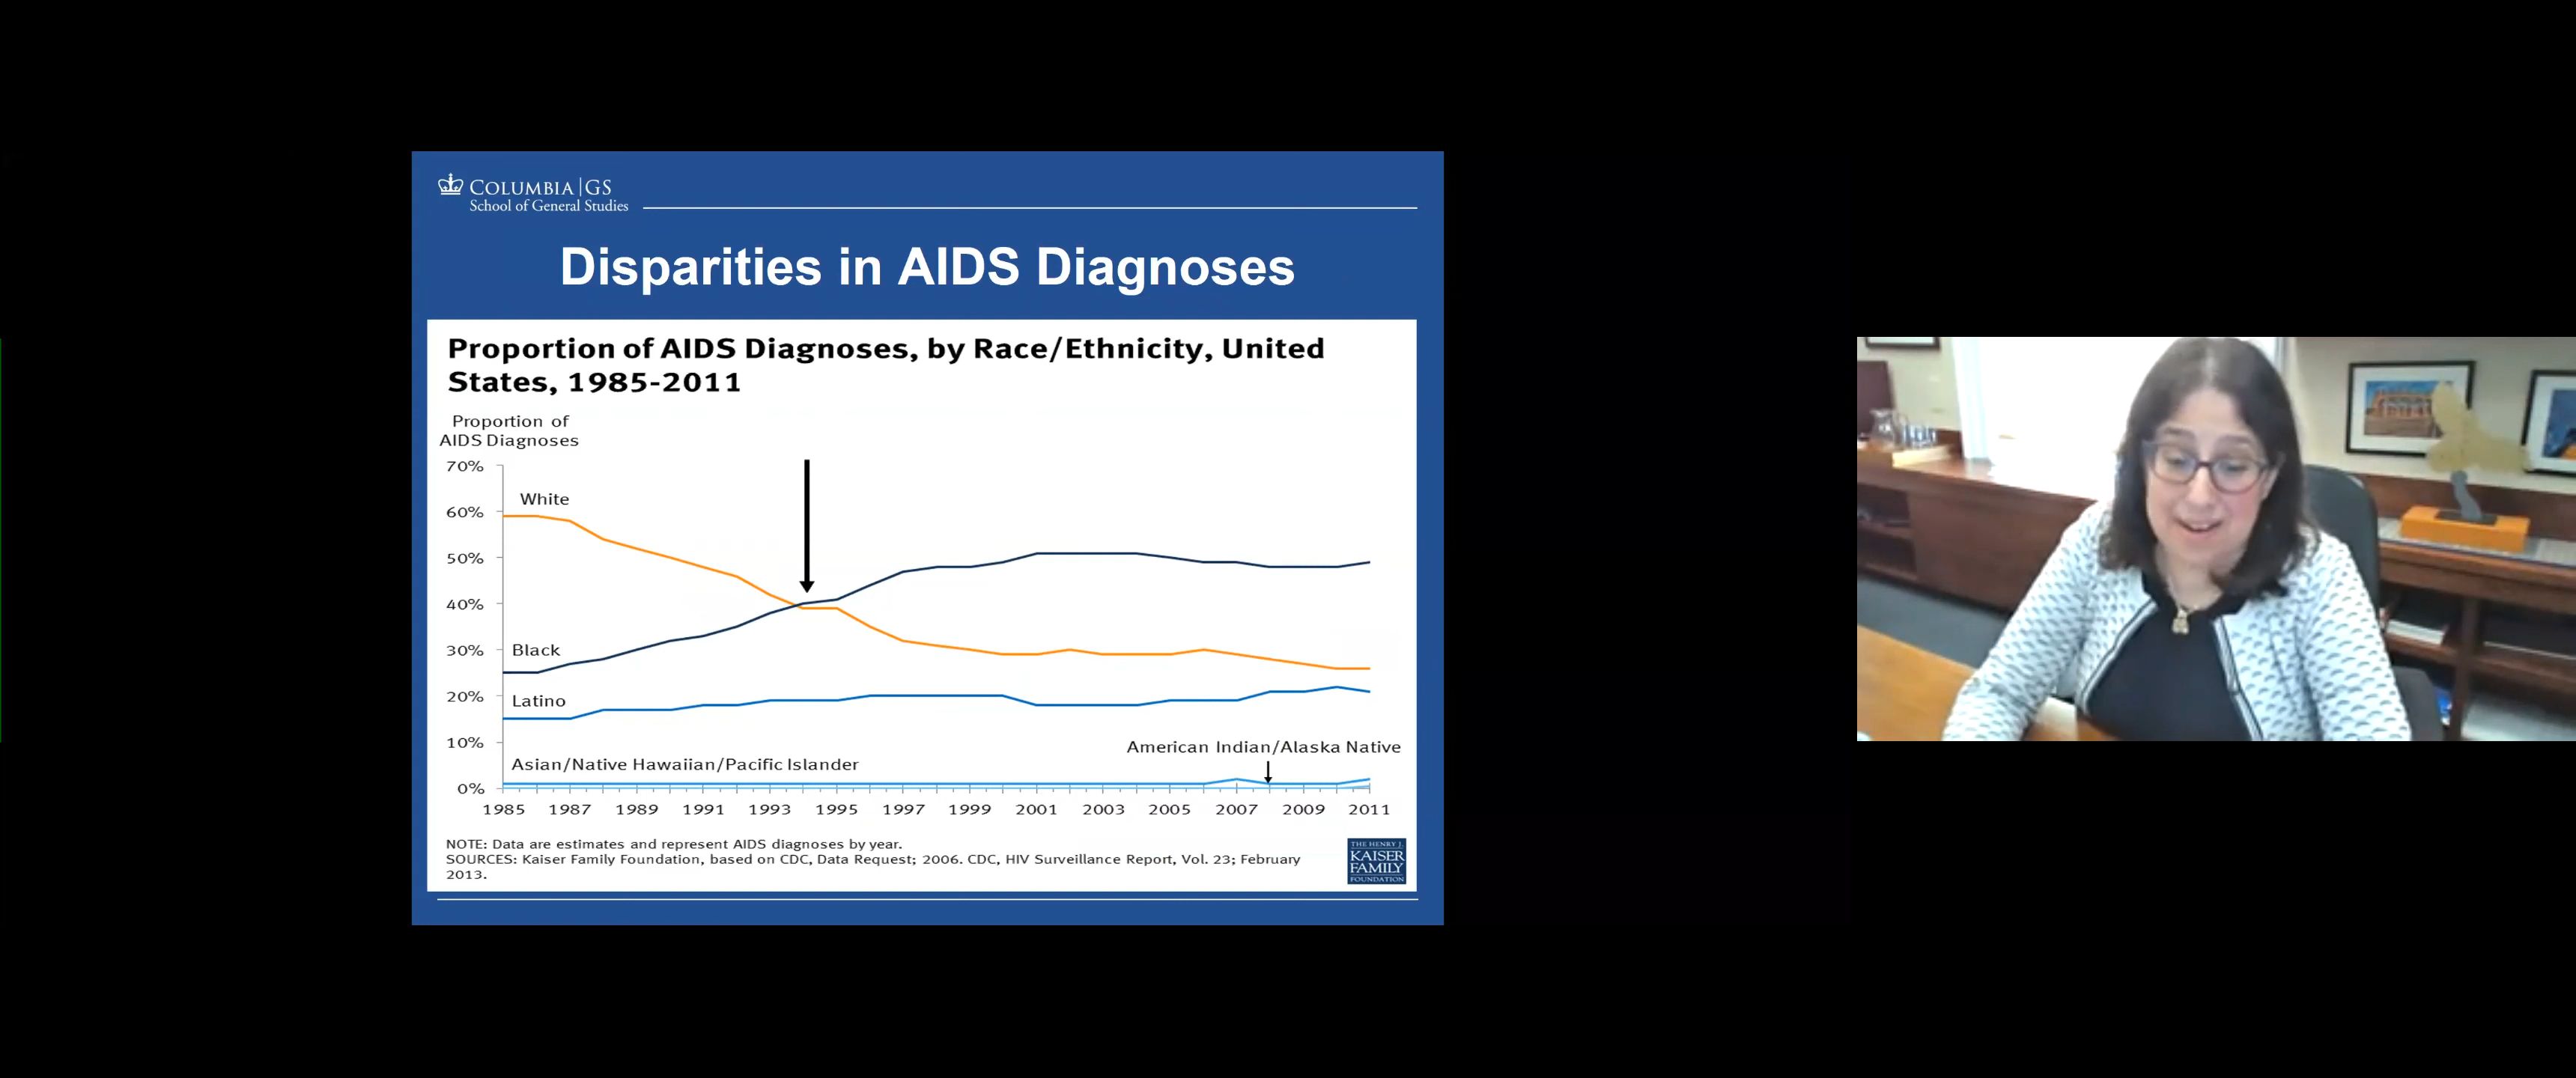 COLUMBIA|GS
School of General Studies
Disparities in AIDS Diagnoses
Proportion of AIDS Diagnoses, by Race/Ethnicity, United
States, 1985-2011
Proportion of
AIDS Diagnoses
70%
White
60%
50%
40%
30%
Black
20%
Latino
10%
American Indian/Alaska Native
Asian/Native Hawaiian/Pacific Islander
0%
1985 1987 1989 1991 1993 1995 1997 1999 2001 2003 2005 2007 2009 2011
NOTE: Data are estimates and represent AIDS diagnoses by year.
SOURCES: Kaiser Family Foundation, based on CDC, Data Request; 2006. CDC, HIV Surveillance Report, Vol. 23; February
2013.
THE HENRY J.
KAISER
FAMILY
FOUNDATION